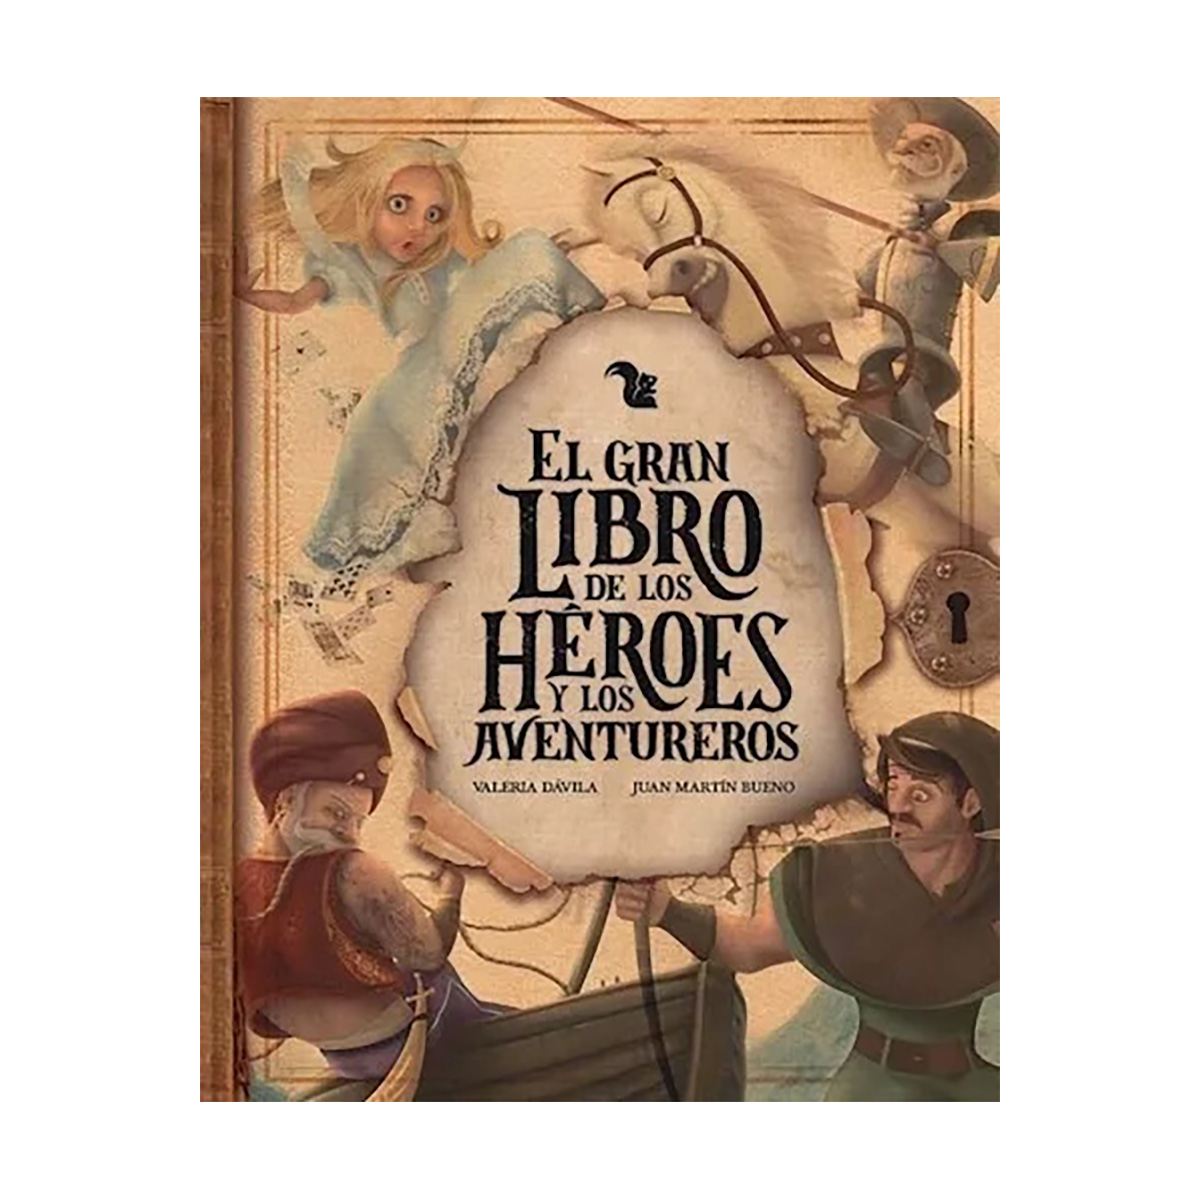 EL GRAN
LIBRO
DE LOS
HÉROES
Y LOS
AVENTUREROS
VALERIA DÁVILA JUAN MARTÍN BUENO